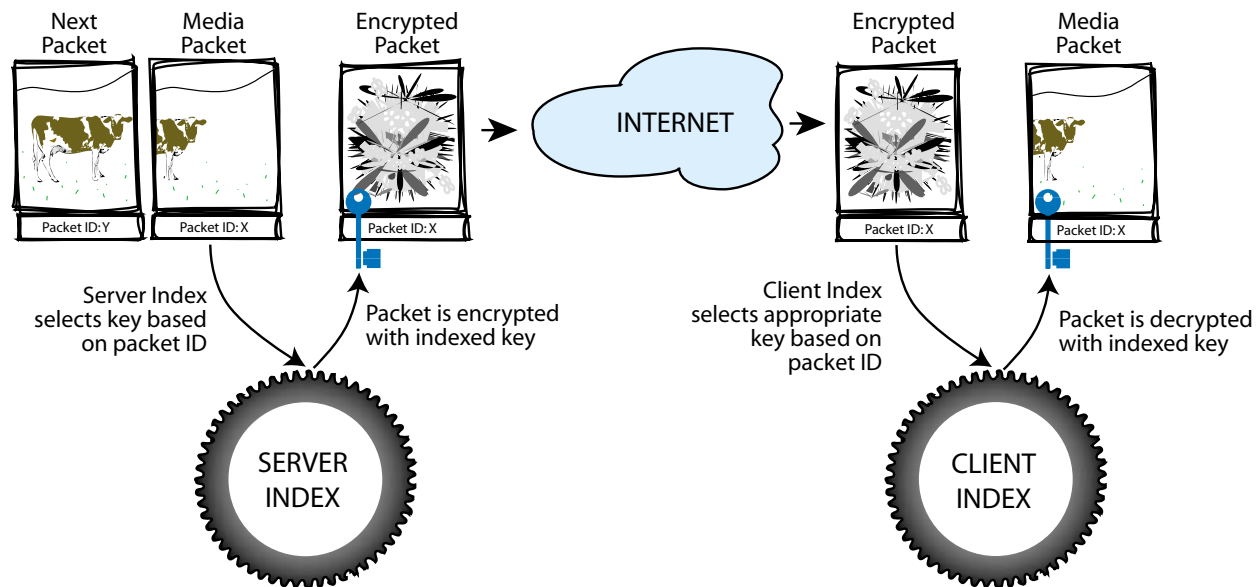 Next
Packet
Media
Packet
Encrypted
Packet
Encrypted
Packet
Media
Packet
INTERNET
Packet ID: Y
Packet ID: X
Packet ID: X
Packet ID: X
Packet ID: X
Server Index
selects key based
on packet ID
Packet is encrypted
with indexed key
Client Index
selects appropriate
key based on
packet ID
Packet is decrypted
with indexed key
SERVER
INDEX
CLIENT
INDEX